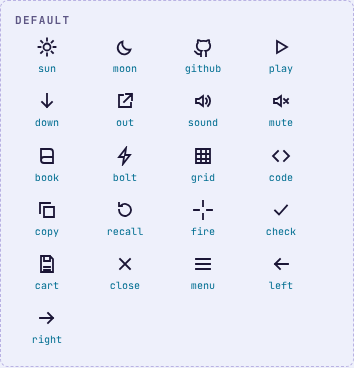 DEFAULT
sun moon github play
down out sound mute
book bolt grid code
copy recall fire check
cart close menu left
right